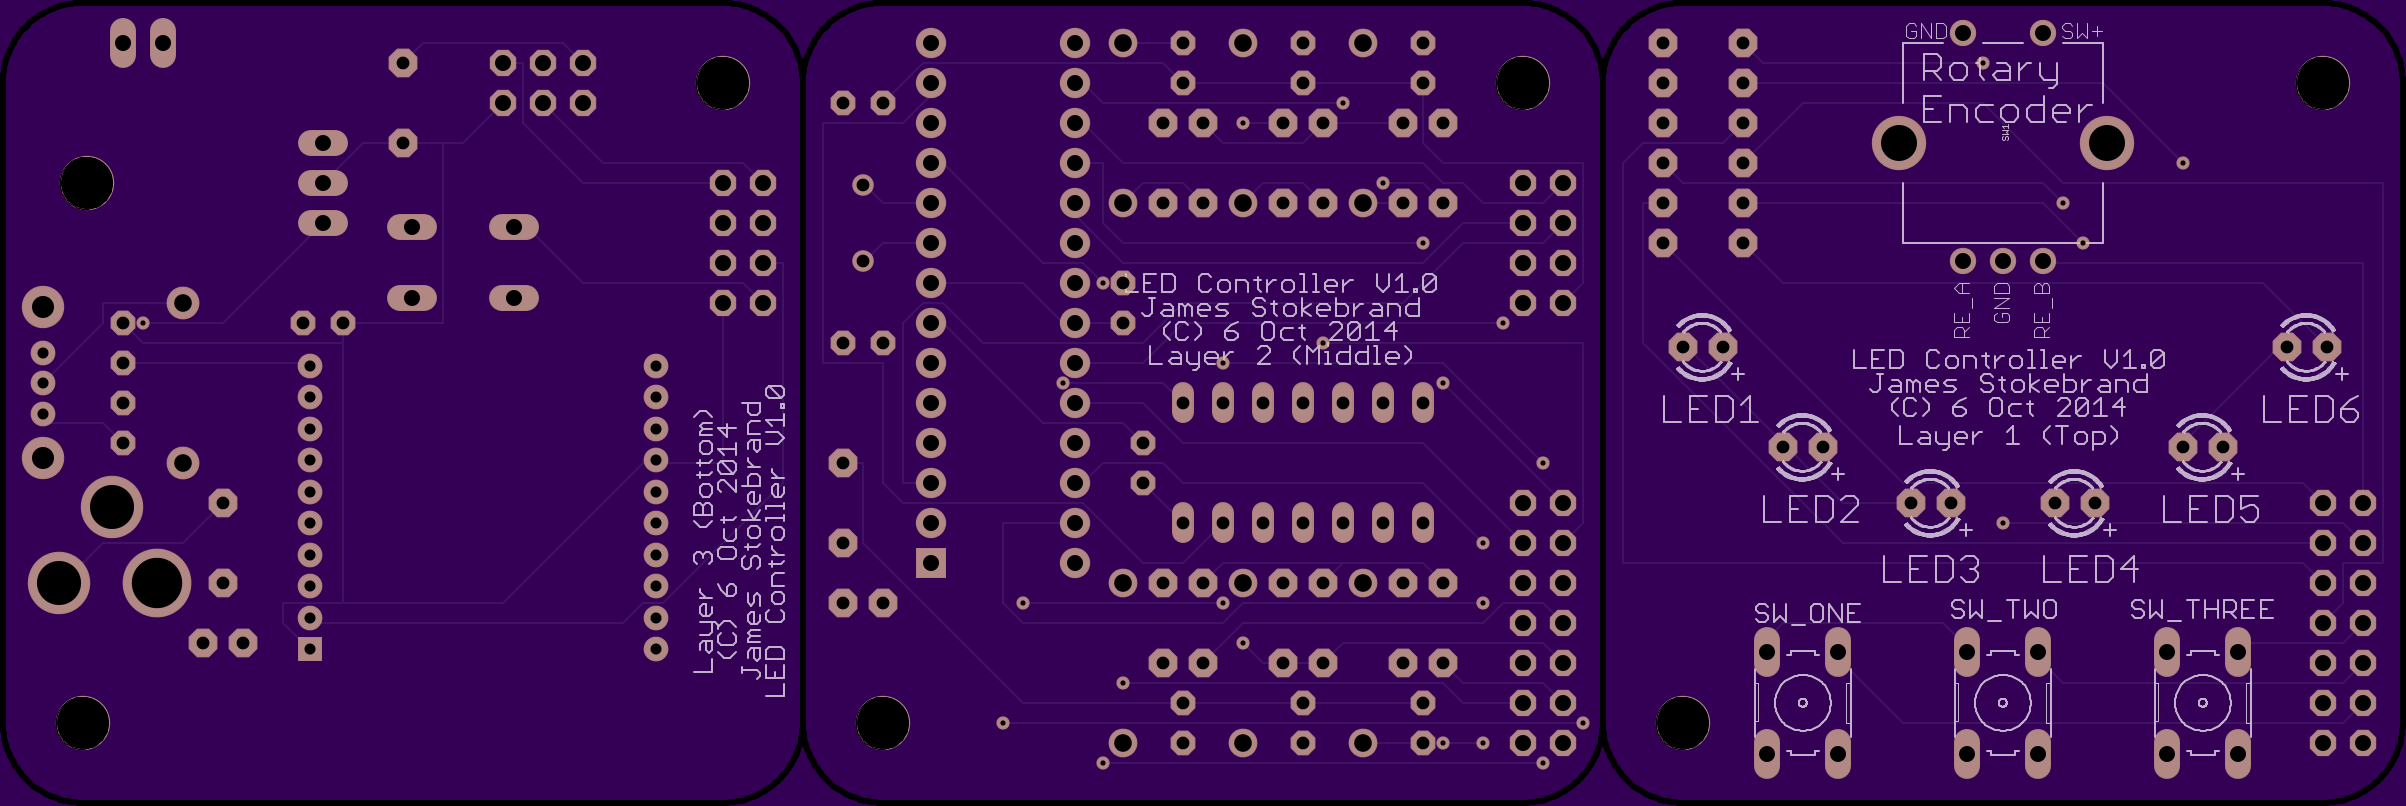 Layer 3 (Bottom)
(C) 6 Oct 2014
James Stokebrand
LED Controller V1.0
LED Controller V1.0
James Stokebrand
(C) 6 Oct 2014
Layer 2 (Middle)
GND
SW+
Rotary
Encoder
SW1
RE_A
GND
RE_B
LED Controller V1.0
James Stokebrand
(C) 6 Oct 2014
Layer 1 (Top)
+
LED1
+
LED2
+
LED3
+
LED4
+
LED5
+
LED6
SW_ONE
SW_TWO
SW_THREE